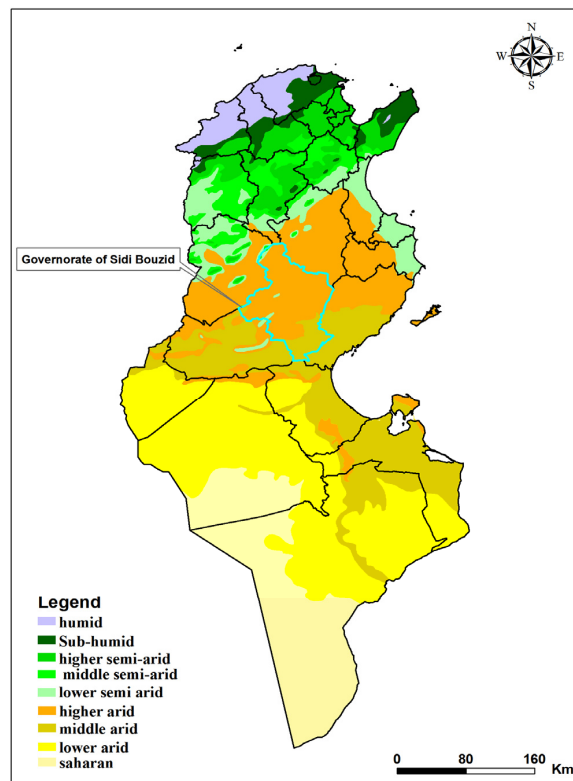 N
W E
S
Governorate of Sidi Bouzid
Legend
humid
Sub-humid
higher semi-arid
middle semi-arid
lower semi arid
higher arid
middle arid
lower arid
saharan
0 80 160
Km